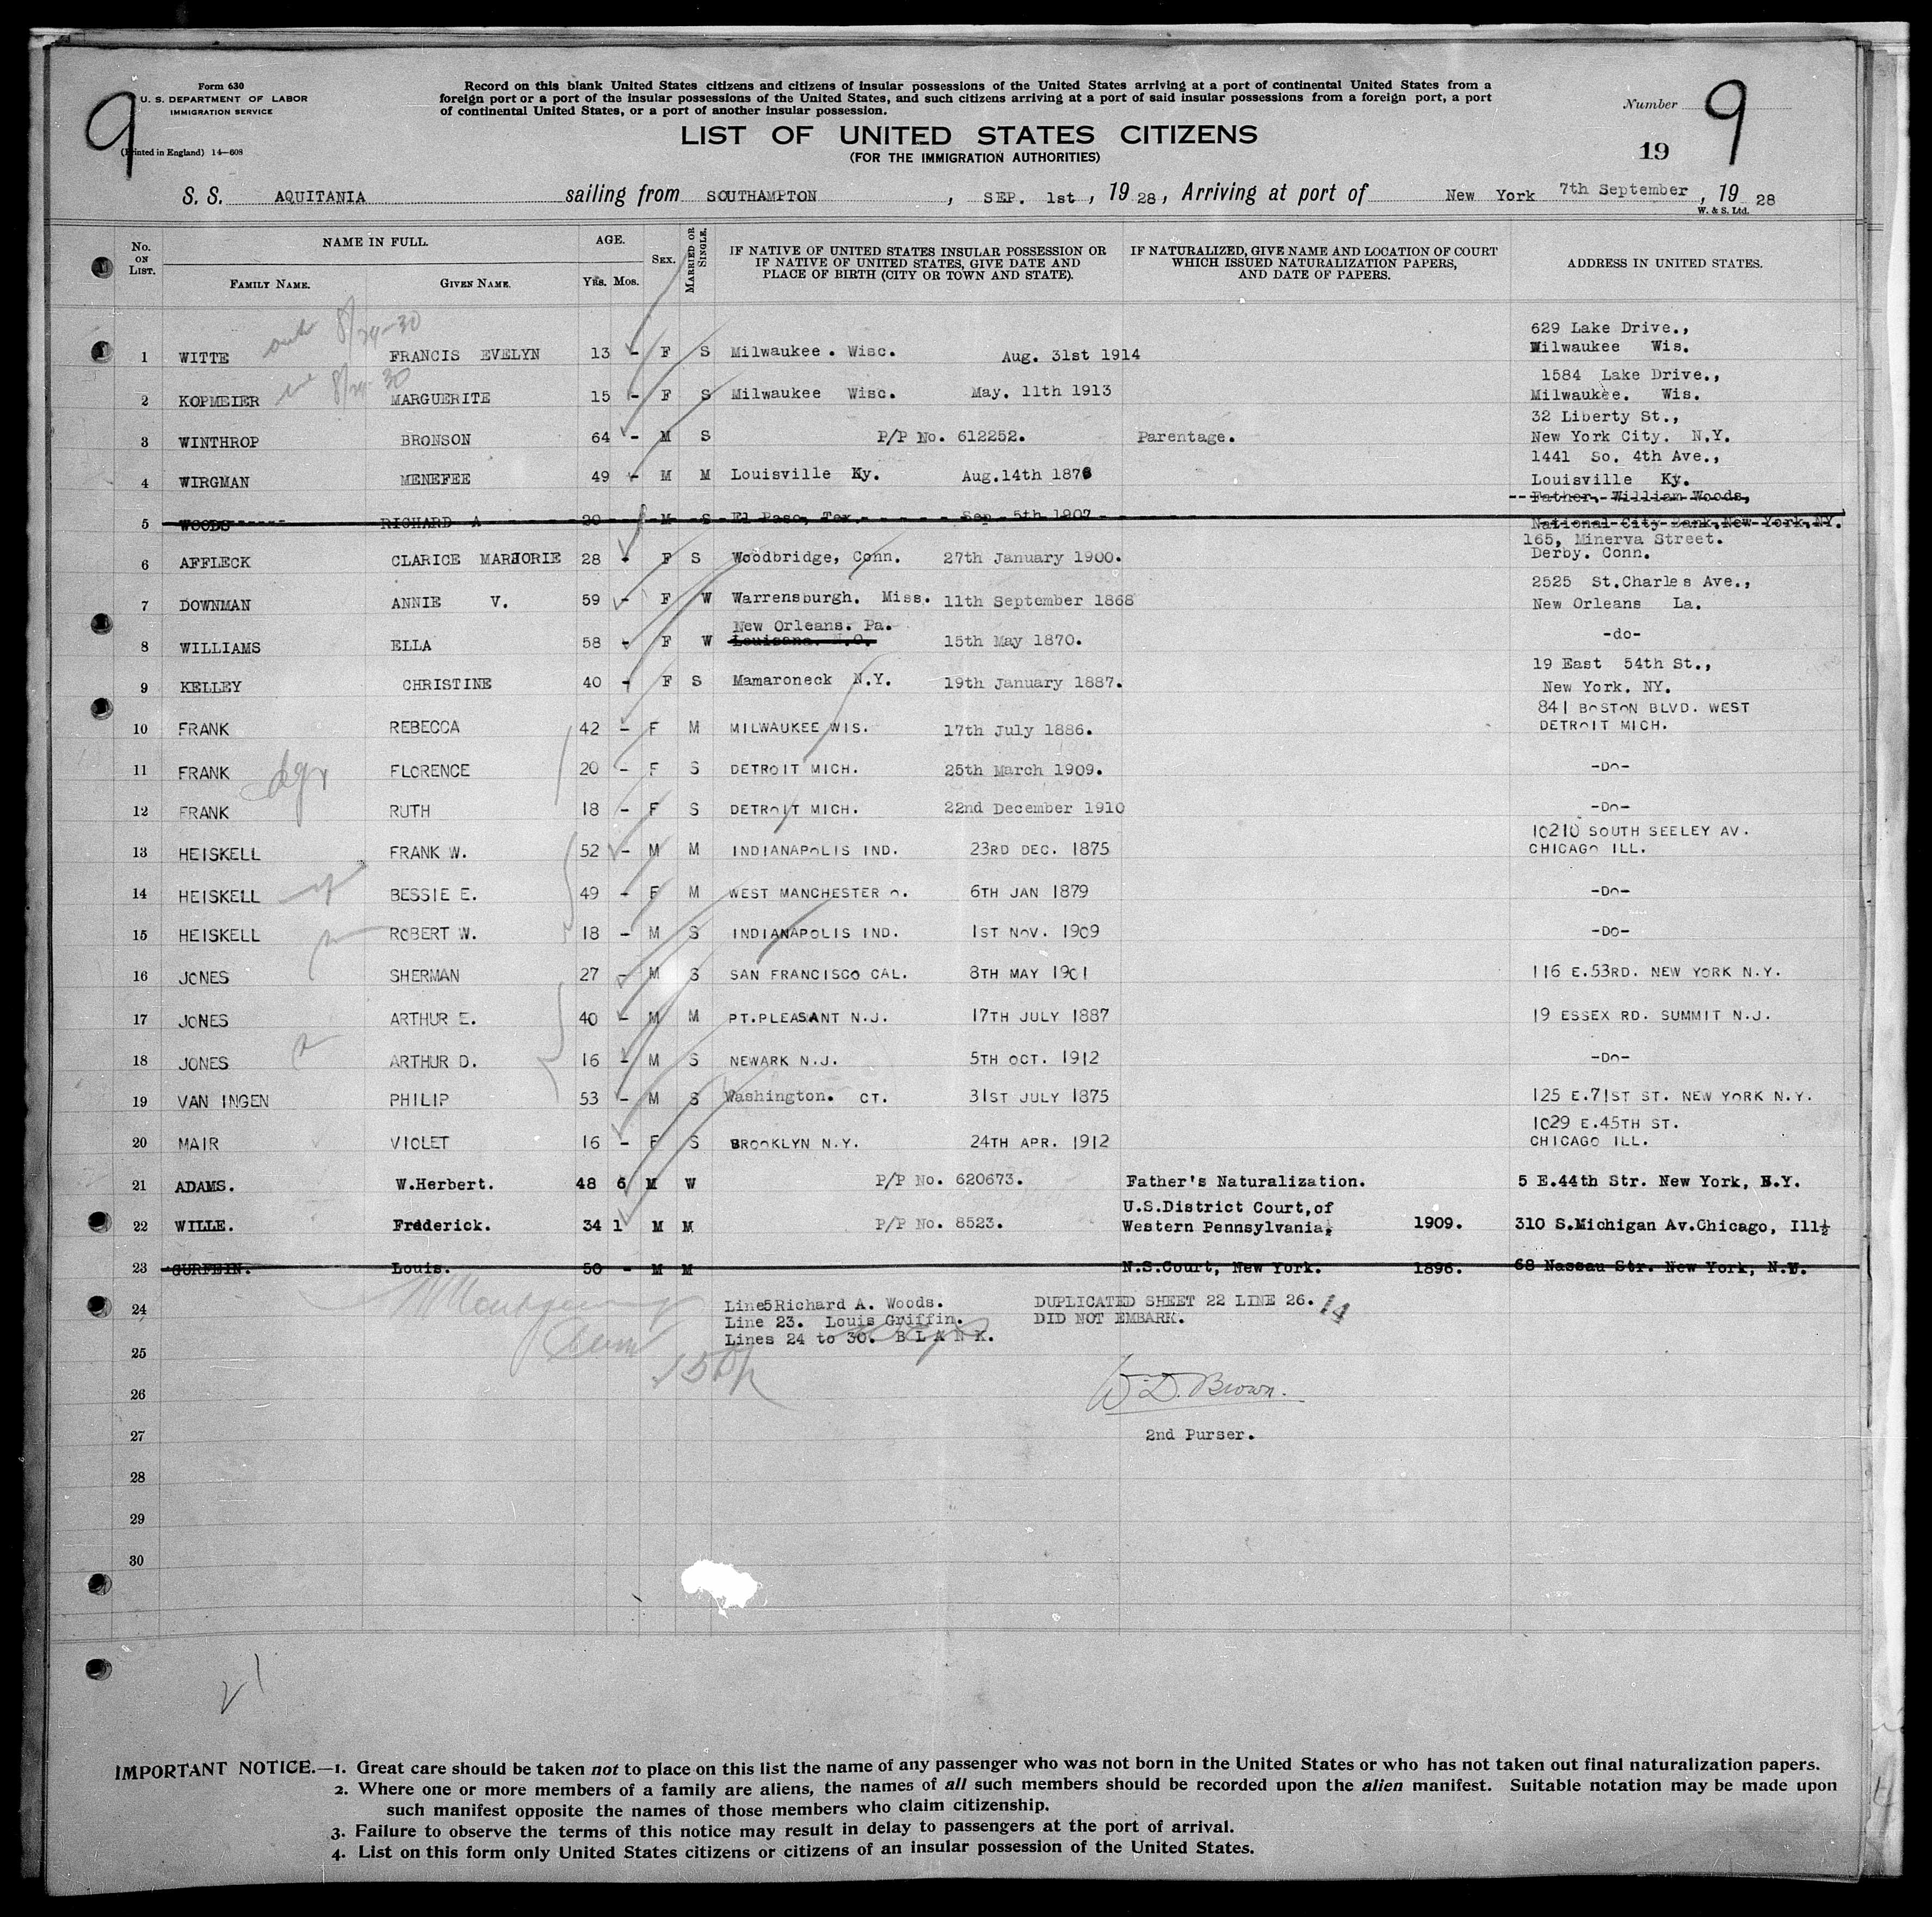 Form 630
U. S. DEPARTMENT OF LABOR
IMMIGRATION SERVICE
(Printed in England) 14—608
9
Record on this blank United States citizens and citizens of insular possessions of the United States arriving at a port of continental United States from a
foreign port or a port of the insular possessions of the United States, and such citizens arriving at a port of said insular possessions from a foreign port, a port
of continental United States, or a port of another insular possession.
LIST OF UNITED STATES CITIZENS
(FOR THE IMMIGRATION AUTHORITIES)
Number 9
19
S. S. AQUITANIA sailing from SOUTHAMPTON , SEP. 1st , 19 28, Arriving at port of New York 7th September , 19 28
W. & S. Ltd.
No. ON LIST. NAME IN FULL. FAMILY NAME. GIVEN NAME. AGE. YRS. MOS. SEX. MARRIED OR SINGLE.
IF NATIVE OF UNITED STATES INSULAR POSSESSION OR
IF NATIVE OF UNITED STATES, GIVE DATE AND
PLACE OF BIRTH (CITY OR TOWN AND STATE).
IF NATURALIZED, GIVE NAME AND LOCATION OF COURT
WHICH ISSUED NATURALIZATION PAPERS,
AND DATE OF PAPERS.
ADDRESS IN UNITED STATES.
8/24-30
629 Lake Drive.,
1 WITTE FRANCIS EVELYN 13 - F S Milwaukee. Wisc. Aug. 31st 1914 Milwaukee Wis.
8/24-30
1584 Lake Drive.,
2 KOPMEIER MARGUERITE 15 - F S Milwaukee Wisc. May. 11th 1913 Milwaukee. Wis.
32 Liberty St.,
3 WINTHROP BRONSON 64 - M S P/P No. 612252. Parentage. New York City. N.Y.
1441 So. 4th Ave.,
4 WIRGMAN MENEFEE 49 - M M Louisville Ky. Aug.14th 1878 Louisville Ky.
Father, William Woods,
5 WOODS RICHARD A 20 - M S El Paso, Tex. Sep 5th 1907 National City Bank, New York, NY.
165, Minerva Street.
6 AFFLECK CLARICE MARJORIE 28 - F S Woodbridge, Conn. 27th January 1900. Derby. Conn.
2525 St.Charles Ave.,
7 DOWNMAN ANNIE V. 59 - F W Warrensburgh. Miss. 11th September 1868 New Orleans La.
New Orleans. Pa.
8 WILLIAMS ELLA 58 - F W Louisana. N.O. 15th May 1870. -do-
19 East 54th St.,
9 KELLEY CHRISTINE 40 - F S Mamaroneck N.Y. 19th January 1887. New York. NY.
841 BOSTON BLVD. WEST
10 FRANK REBECCA 42 - F M MILWAUKEE WIS. 17th July 1886. DETROIT MICH.
11 FRANK FLORENCE 20 - F S DETROIT MICH. 25th March 1909. -DO-
12 FRANK RUTH 18 - F S DETROIT MICH. 22nd December 1910 -DO-
10210 SOUTH SEELEY AV.
13 HEISKELL FRANK W. 52 - M M INDIANAPOLIS IND. 23RD DEC. 1875 CHICAGO ILL.
14 HEISKELL BESSIE E. 49 - F M WEST MANCHESTER O. 6TH JAN 1879 -DO-
15 HEISKELL ROBERT W. 18 - M S INDIANAPOLIS IND. 1ST NOV. 1909 -DO-
16 JONES SHERMAN 27 - M S SAN FRANCISCO CAL. 8TH MAY 1901 116 E.53RD. NEW YORK N.Y.
17 JONES ARTHUR E. 40 - M M PT.PLEASANT N.J. 17TH JULY 1887 19 ESSEX RD. SUMMIT N.J.
18 JONES ARTHUR D. 16 - M S NEWARK N.J. 5TH OCT. 1912 -DO-
19 VAN INGEN PHILIP 53 - M S Washington. CT. 31ST JULY 1875 125 E.71ST ST. NEW YORK N.Y.
1029 E.45TH ST.
20 MAIR VIOLET 16 - F S BROOKLYN N.Y. 24TH APR. 1912 CHICAGO ILL.
21 ADAMS. W.Herbert. 48 6 M W P/P No. 620673. Father's Naturalization. 5 E.44th Str. New York, N.Y.
U.S.District Court,of
22 WILLE. Frederick. 34 1 M M P/P No. 8523. Western Pennsylvania. 1909. 310 S.Michigan Av.Chicago, Ill½
23 GURFEIN. Louis. 50 - M M N.S.Court, New York. 1896. 68 Nassau Str. New York, N.Y.
24 Line5Richard A. Woods. DUPLICATED SHEET 22 LINE 26. 14
Line 23. Louis Griffin. DID NOT EMBARK.
Lines 24 to 30. B L A N K.
25
26 W. D. Brown.
27 2nd Purser.
28
29
30
IMPORTANT NOTICE.—1. Great care should be taken not to place on this list the name of any passenger who was not born in the United States or who has not taken out final naturalization papers.
2. Where one or more members of a family are aliens, the names of all such members should be recorded upon the alien manifest. Suitable notation may be made upon
such manifest opposite the names of those members who claim citizenship.
3. Failure to observe the terms of this notice may result in delay to passengers at the port of arrival.
4. List on this form only United States citizens or citizens of an insular possession of the United States.